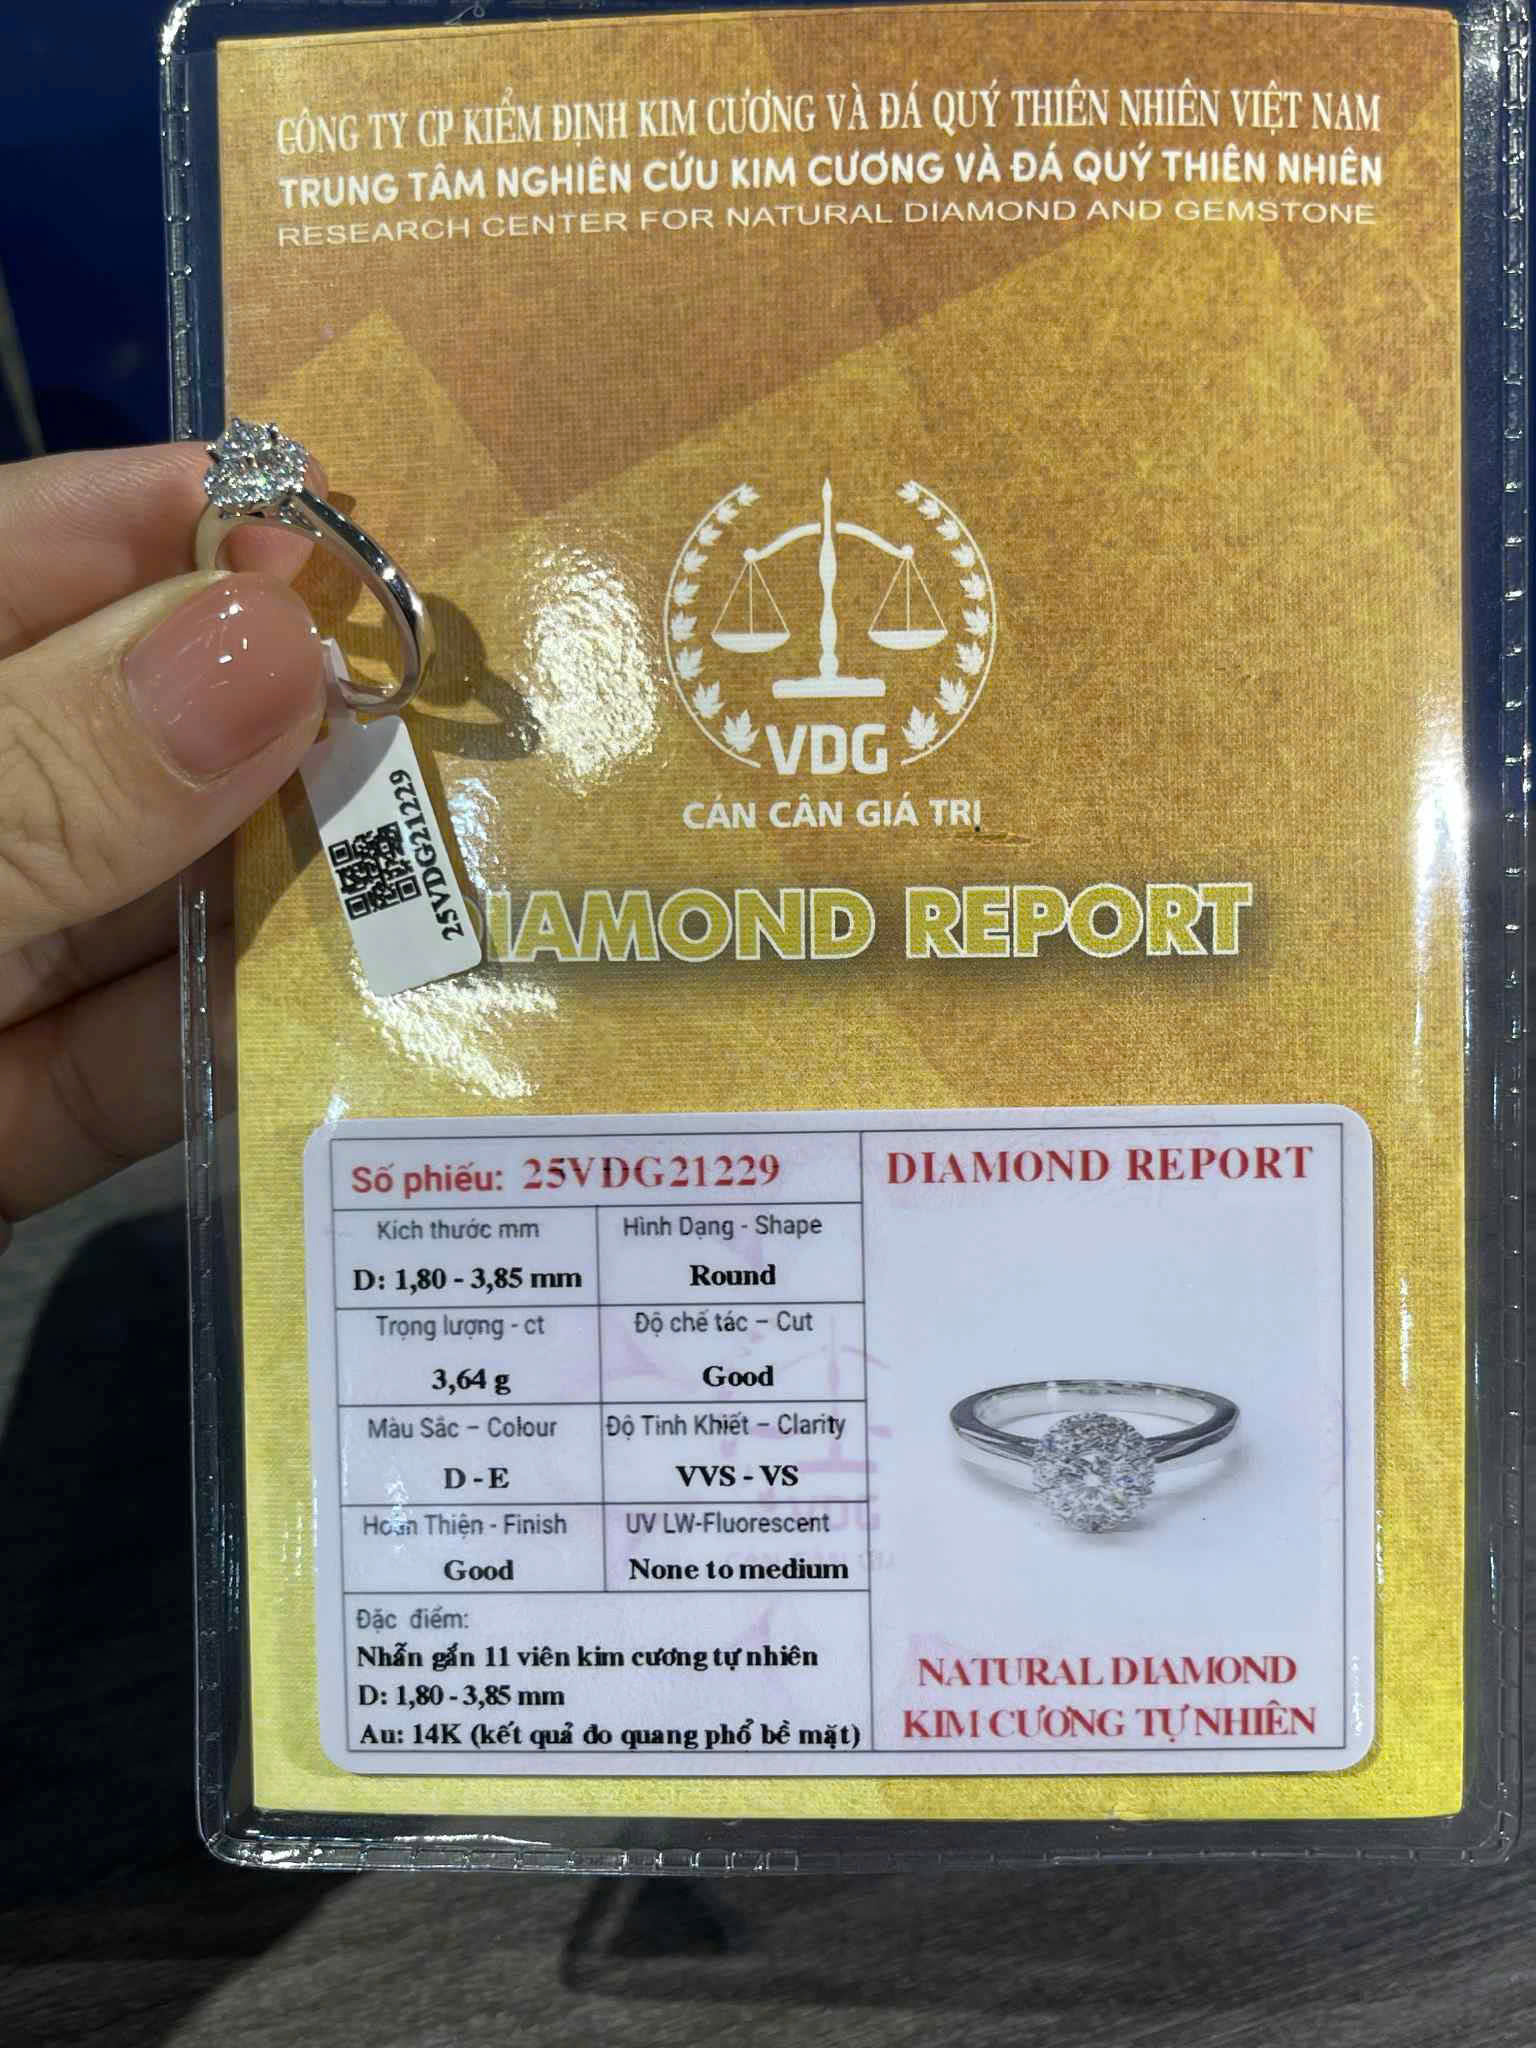 CÔNG TY CP KIỂM ĐỊNH KIM CƯƠNG VÀ ĐÁ QUÝ THIÊN NHIÊN VIỆT NAM
TRUNG TÂM NGHIÊN CỨU KIM CƯƠNG VÀ ĐÁ QUÝ THIÊN NHIÊN
RESEARCH CENTER FOR NATURAL DIAMOND AND GEMSTONE
VDG
CÁN CÂN GIÁ TRỊ
25VDG21229
DIAMOND REPORT
Số phiếu: 25VDG21229
DIAMOND REPORT
Kích thước mm
Hình Dạng - Shape
D: 1,80 - 3,85 mm
Round
Trọng lượng - ct
Độ chế tác – Cut
3,64 g
Good
Màu Sắc – Colour
Độ Tinh Khiết – Clarity
D - E
VVS - VS
Hoàn Thiện - Finish
UV LW-Fluorescent
Good
None to medium
Đặc điểm:
Nhẫn gắn 11 viên kim cương tự nhiên
D: 1,80 - 3,85 mm
Au: 14K (kết quả đo quang phổ bề mặt)
NATURAL DIAMOND
KIM CƯƠNG TỰ NHIÊN